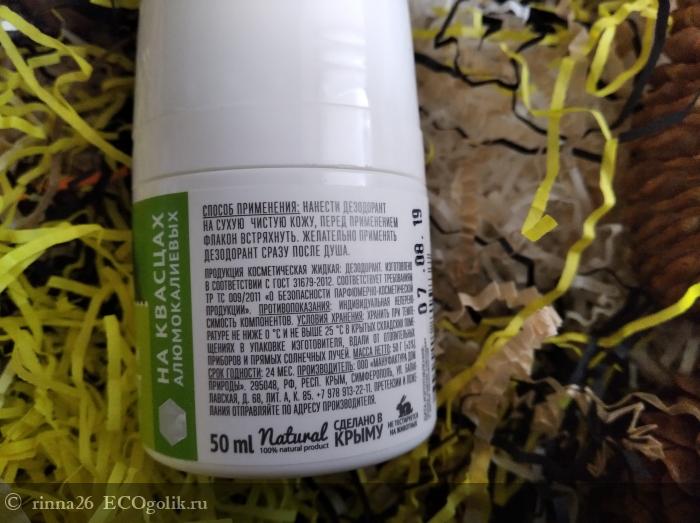 НА КВАСЦАХ
АЛЮМОКАЛИЕВЫХ
СПОСОБ ПРИМЕНЕНИЯ: НАНЕСТИ ДЕЗОДОРАНТ
НА СУХУЮ ЧИСТУЮ КОЖУ, ПЕРЕД ПРИМЕНЕНИЕМ
ФЛАКОН ВСТРЯХНУТЬ. ЖЕЛАТЕЛЬНО ПРИМЕНЯТЬ
ДЕЗОДОРАНТ СРАЗУ ПОСЛЕ ДУША.
ПРОДУКЦИЯ КОСМЕТИЧЕСКАЯ ЖИДКАЯ: ДЕЗОДОРАНТ. ИЗГОТОВЛЕН
В СООТВЕТСТВИИ С ГОСТ 31679-2012. СООТВЕТСТВУЕТ ТРЕБОВАНИЯМ
ТР ТС 009/2011 «О БЕЗОПАСНОСТИ ПАРФЮМЕРНО-КОСМЕТИЧЕСКОЙ
ПРОДУКЦИИ». ПРОТИВОПОКАЗАНИЯ: ИНДИВИДУАЛЬНАЯ НЕПЕРЕНО
СИМОСТЬ КОМПОНЕНТОВ. УСЛОВИЯ ХРАНЕНИЯ: ХРАНИТЬ ПРИ ТЕМПЕ
РАТУРЕ НЕ НИЖЕ 0 °С И НЕ ВЫШЕ 25 °С В КРЫТЫХ СКЛАДСКИХ ПОМЕ
ЩЕНИЯХ В УПАКОВКЕ ИЗГОТОВИТЕЛЯ, ВДАЛИ ОТ ОТОПИТЕЛЬНЫХ
ПРИБОРОВ И ПРЯМЫХ СОЛНЕЧНЫХ ЛУЧЕЙ. МАССА НЕТТО: 50 Г
СРОК ГОДНОСТИ: 24 МЕС. ПРОИЗВОДИТЕЛЬ: ООО «МАНУФАКТУРА ДОМ
ПРИРОДЫ». 295048, РФ, РЕСП. КРЫМ, СИМФЕРОПОЛЬ, УЛ. БАЛАК
ЛАВСКАЯ, Д. 68, ЛИТ. А, К. 85. +7 978 913-22-11. ПРЕТЕНЗИИ И ПОЖЕ
ЛАНИЯ ОТПРАВЛЯЙТЕ ПО АДРЕСУ ПРОИЗВОДИТЕЛЯ.
50 ml Natural
100% natural product
СДЕЛАНО В
КРЫМУ
НЕ ТЕСТИРУЕТСЯ
НА ЖИВОТНЫХ
07.08.19
© rinna26 ECOgolik.ru